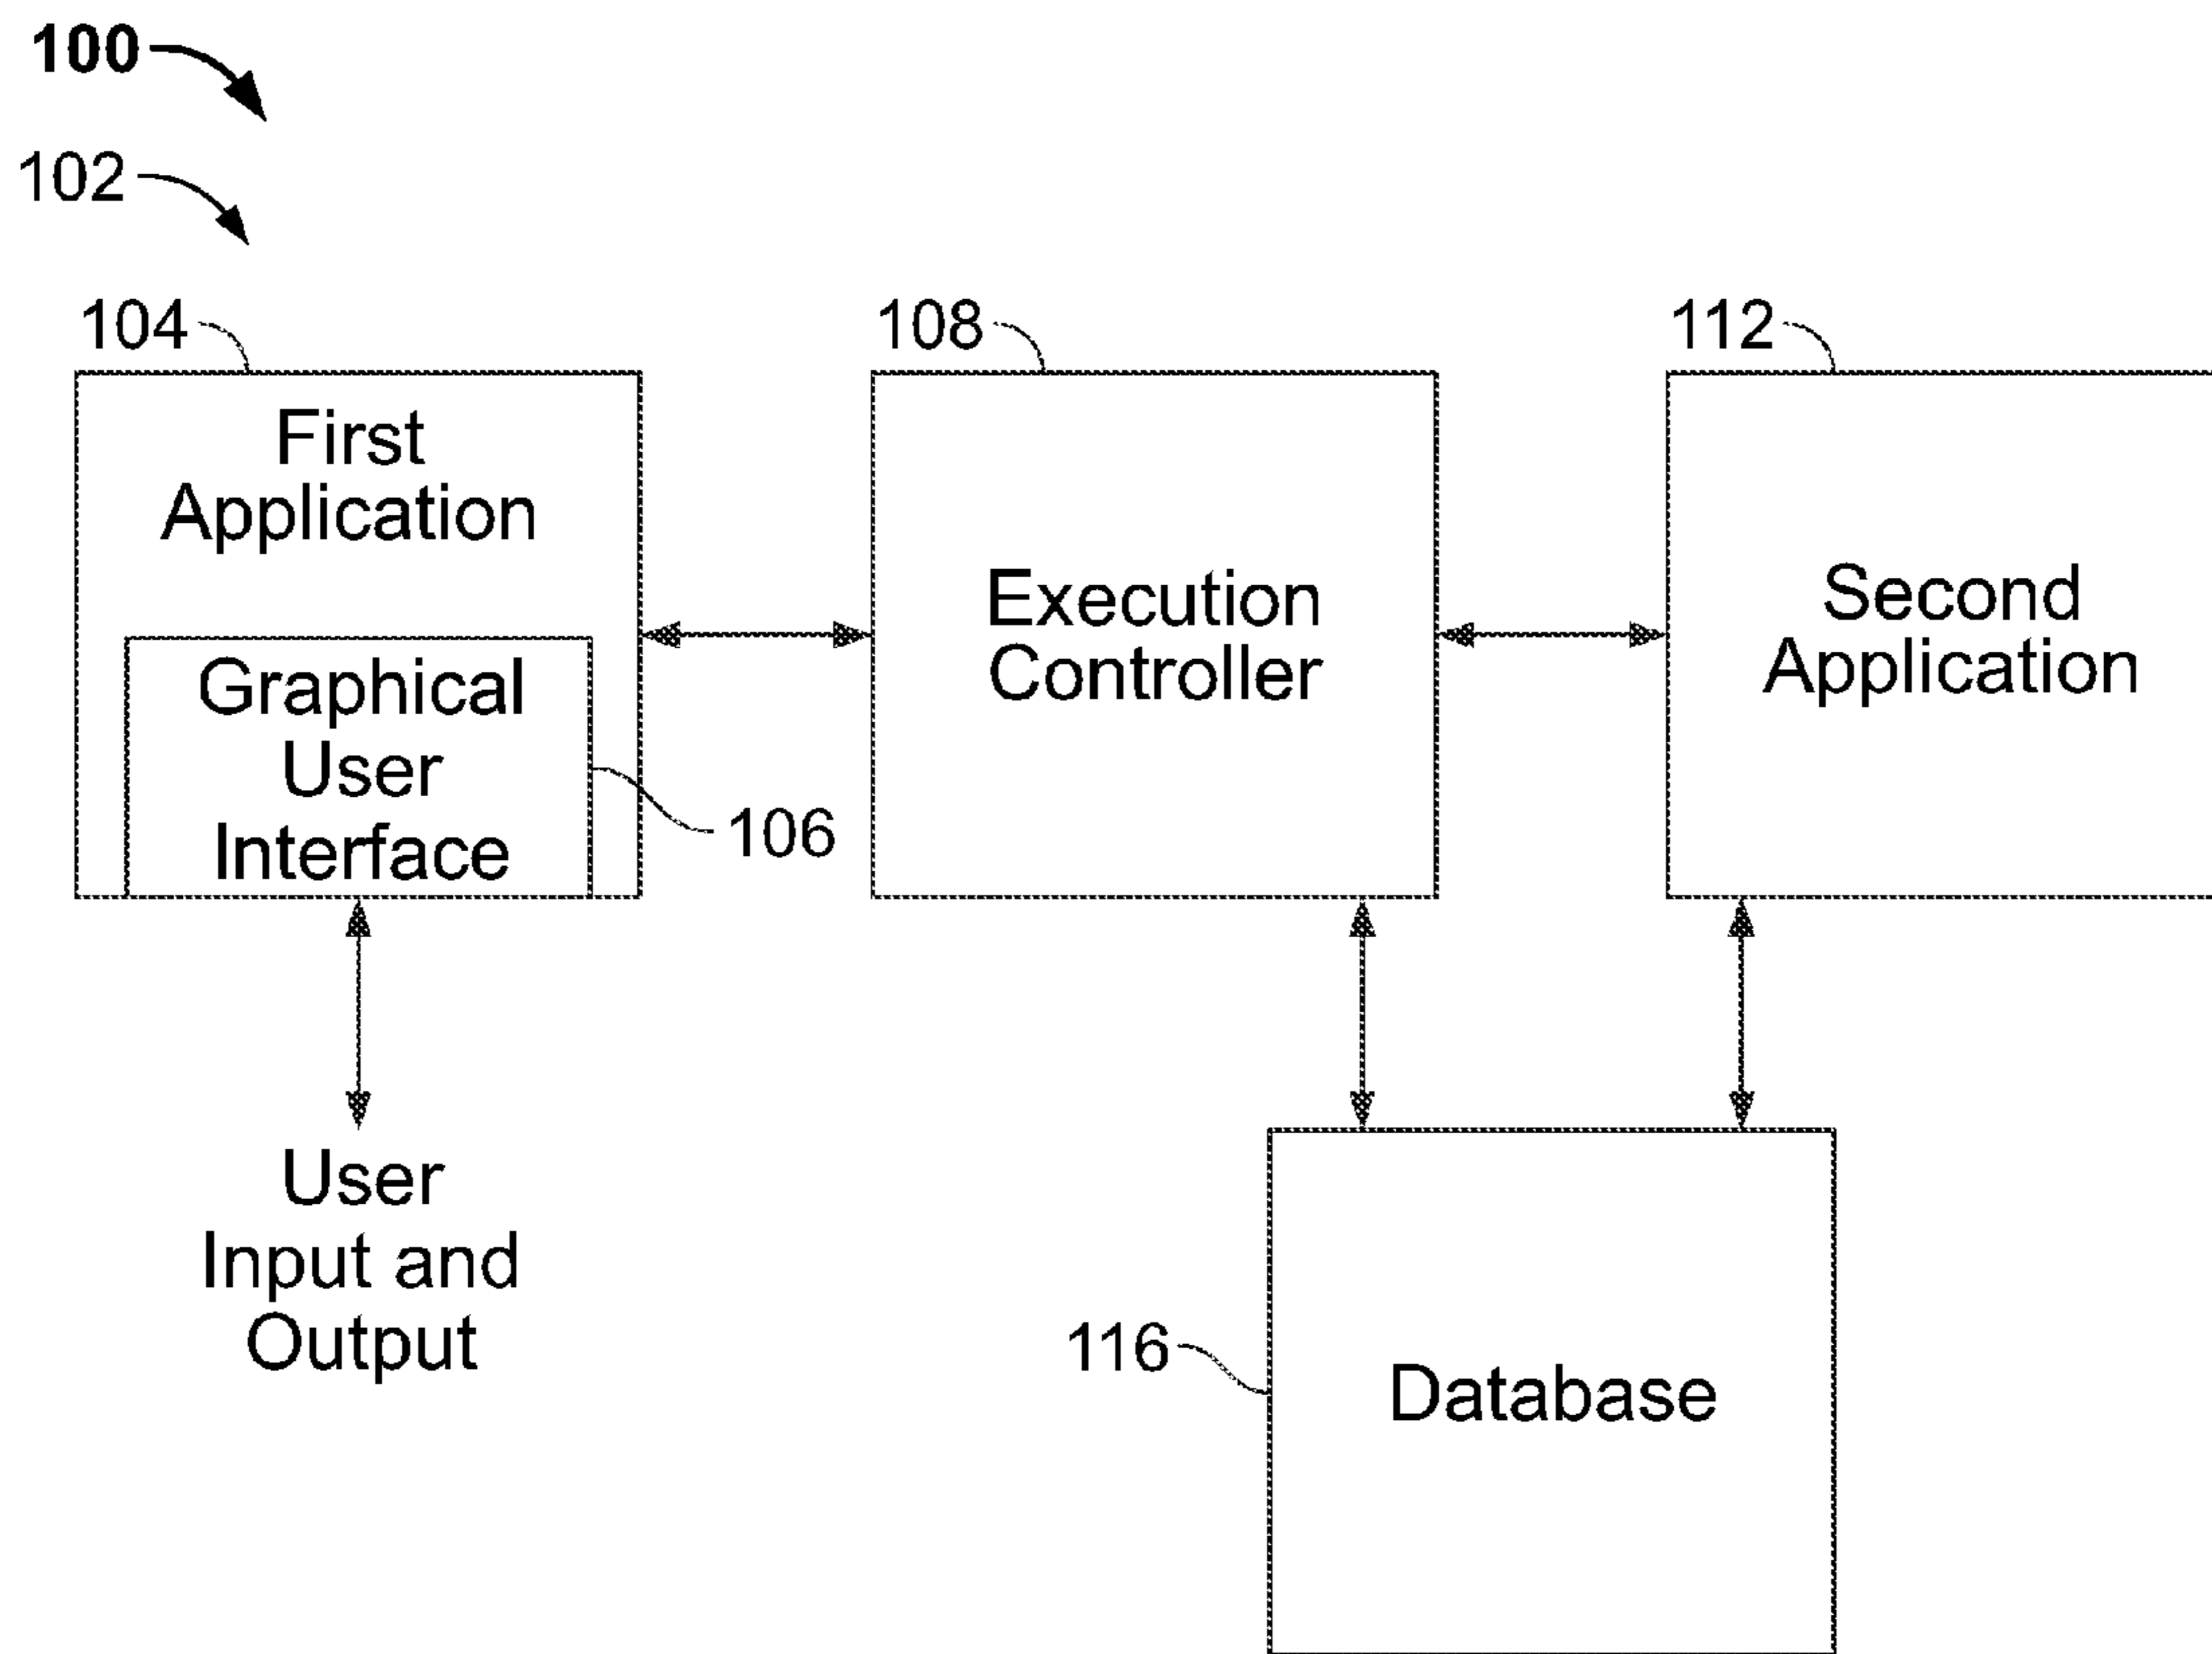 100
102
104
108
112
First
Application
Graphical
User
Interface
106
Execution
Controller
Second
Application
User
Input and
Output
116
Database